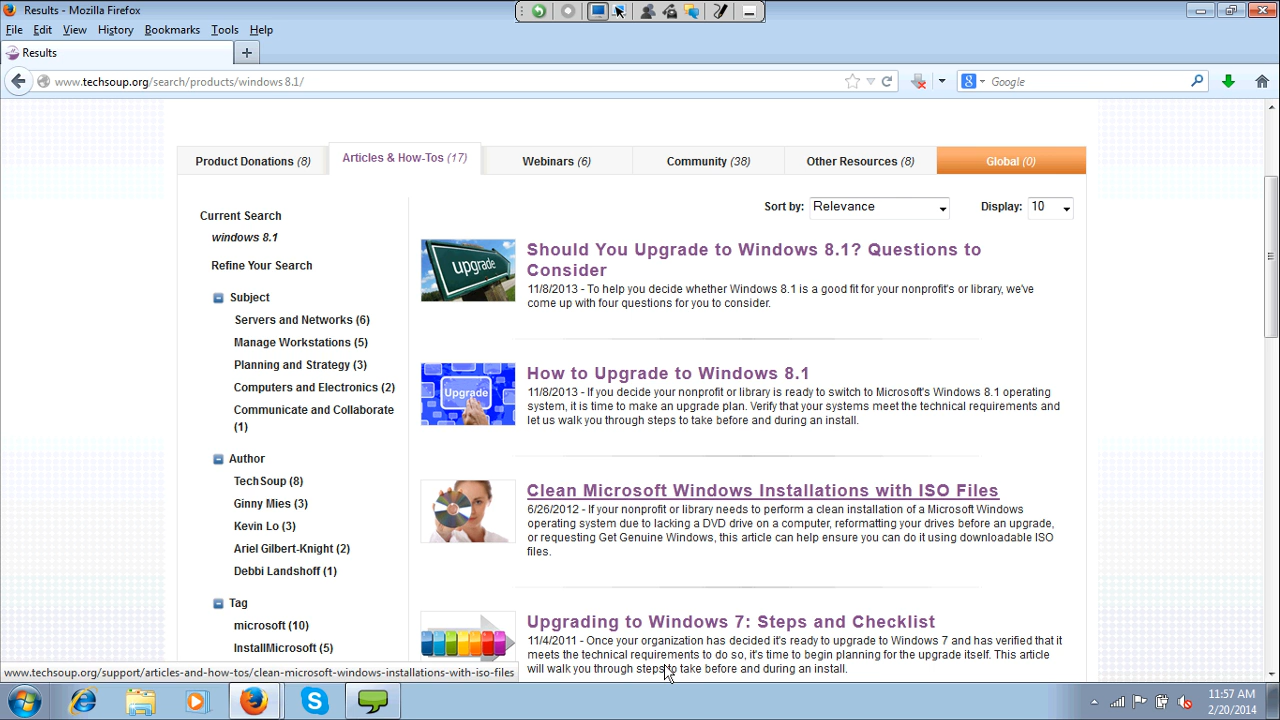 Results - Mozilla Firefox
File Edit View History Bookmarks Tools Help
Results
www.techsoup.org/search/products/windows 8.1/
Google
Product Donations (8) Articles & How-Tos (17) Webinars (6) Community (38) Other Resources (8) Global (0)
Current Search
windows 8.1
Refine Your Search
Subject
Servers and Networks (6)
Manage Workstations (5)
Planning and Strategy (3)
Computers and Electronics (2)
Communicate and Collaborate
(1)
Author
TechSoup (8)
Ginny Mies (3)
Kevin Lo (3)
Ariel Gilbert-Knight (2)
Debbi Landshoff (1)
Tag
microsoft (10)
InstallMicrosoft (5)
Sort by: Relevance Display: 10
upgrade
Should You Upgrade to Windows 8.1? Questions to
Consider
11/8/2013 - To help you decide whether Windows 8.1 is a good fit for your nonprofit's or library, we've
come up with four questions for you to consider.
Upgrade
How to Upgrade to Windows 8.1
11/8/2013 - If you decide your nonprofit or library is ready to switch to Microsoft's Windows 8.1 operating
system, it is time to make an upgrade plan. Verify that your systems meet the technical requirements and
let us walk you through steps to take before and during an install.
Clean Microsoft Windows Installations with ISO Files
6/26/2012 - If your nonprofit or library needs to perform a clean installation of a Microsoft Windows
operating system due to lacking a DVD drive on a computer, reformatting your drives before an upgrade,
or requesting Get Genuine Windows, this article can help ensure you can do it using downloadable ISO
files.
Upgrading to Windows 7: Steps and Checklist
11/4/2011 - Once your organization has decided it's ready to upgrade to Windows 7 and has verified that it
meets the technical requirements to do so, it's time to begin planning for the upgrade itself. This article
will walk you through steps to take before and during an install.
www.techsoup.org/support/articles-and-how-tos/clean-microsoft-windows-installations-with-iso-files
11:57 AM
2/20/2014